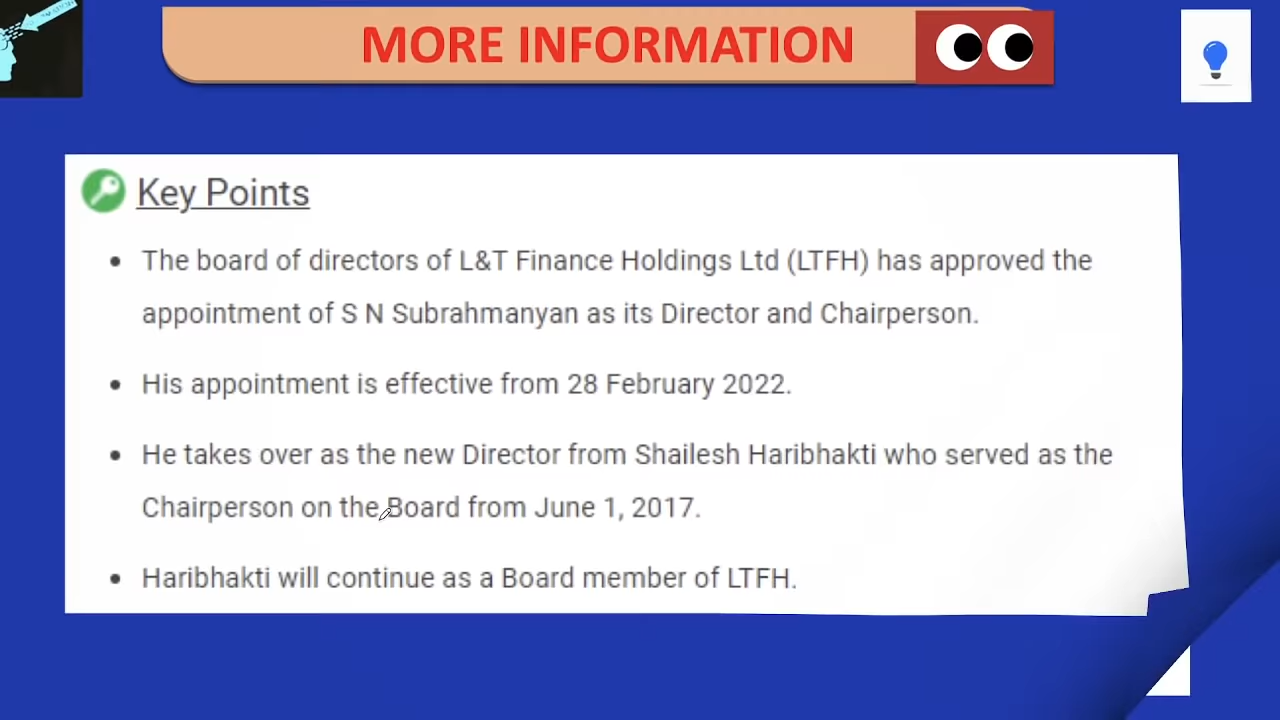 MORE INFORMATION
Key Points
• The board of directors of L&T Finance Holdings Ltd (LTFH) has approved the
appointment of S N Subrahmanyan as its Director and Chairperson.
• His appointment is effective from 28 February 2022.
• He takes over as the new Director from Shailesh Haribhakti who served as the
Chairperson on the Board from June 1, 2017.
• Haribhakti will continue as a Board member of LTFH.